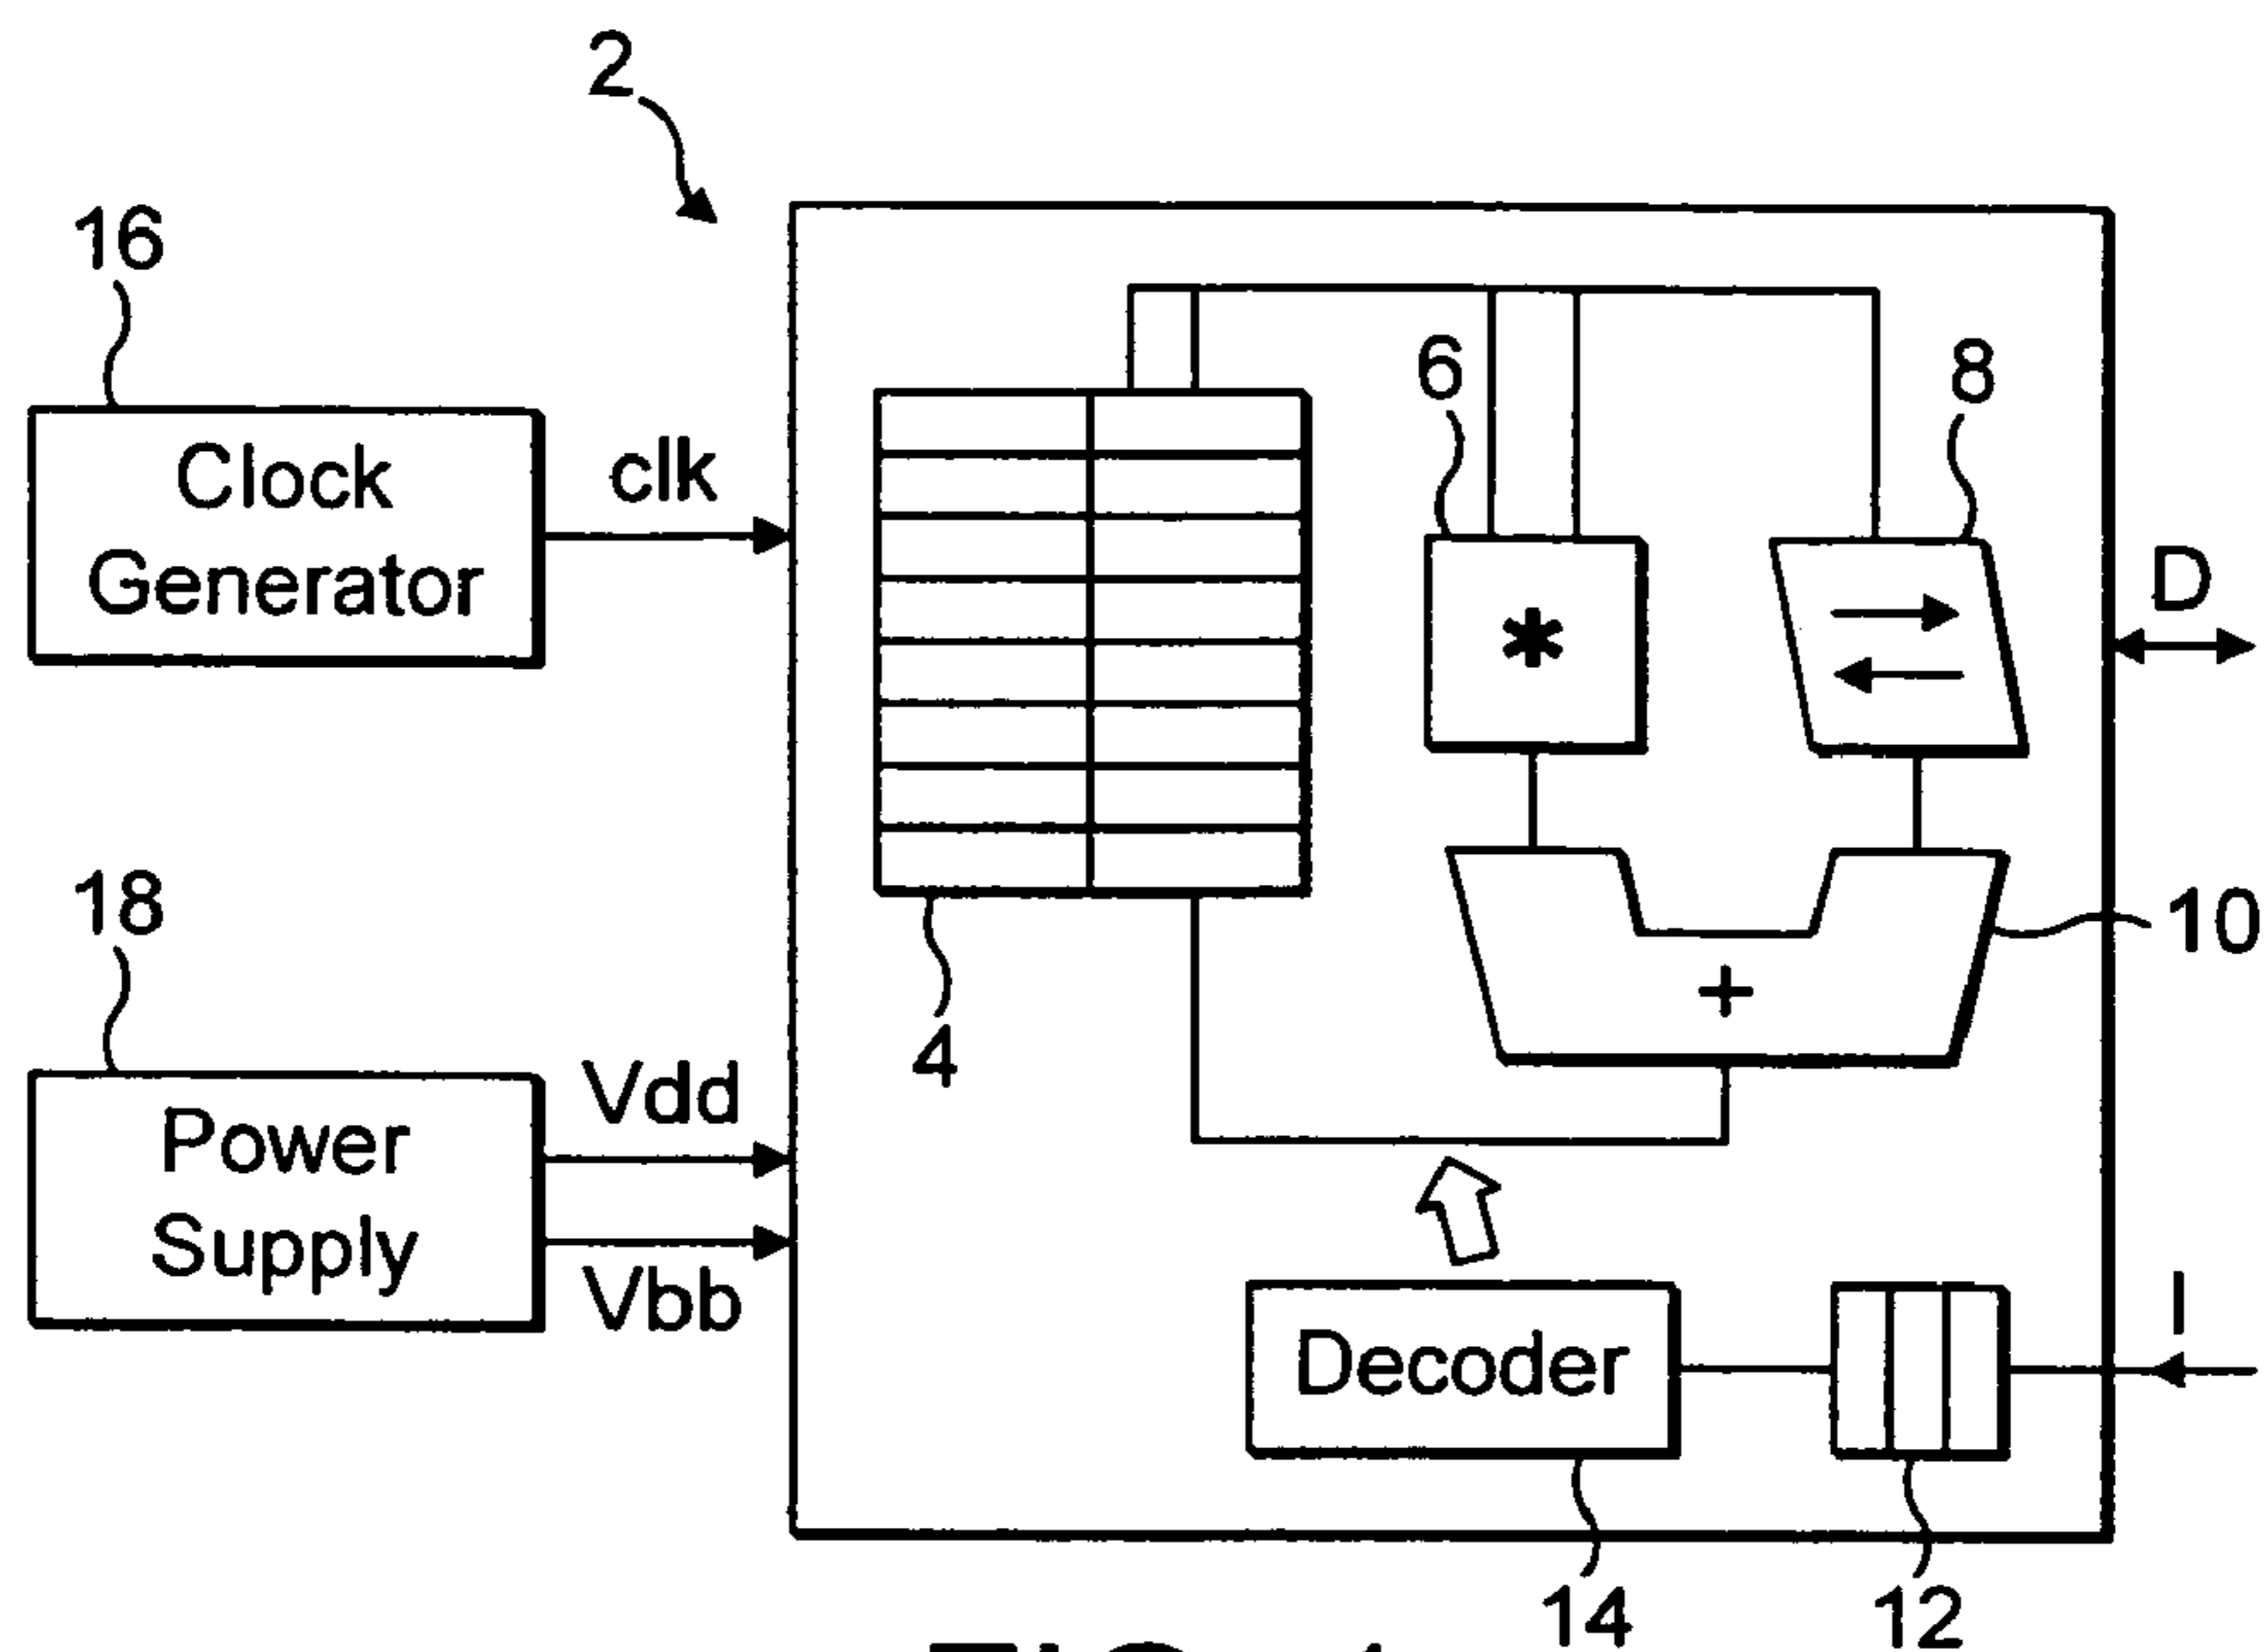 2
16
Clock
Generator
clk
6
8
*
D
18
4
10
+
Power
Supply
Vdd
Vbb
Decoder
I
14
12